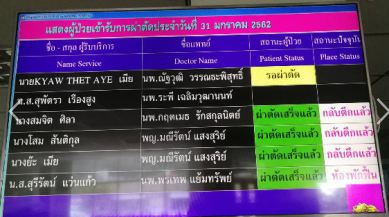 แสดงผู้ป่วยเข้ารับการผ่าตัดประจำวันที่ 31 มกราคม 2562
ชื่อ - สกุล ผู้รับบริการ ชื่อแพทย์ สถานะผู้ป่วย สถานะปัจจุบัน
Name Service Doctor Name Patient Status Place Status
นายKYAW THET AYE เมีย นพ.ณัฐวุฒิ วรรณยะพิสุทธิ์ รอผ่าตัด
น.ส.สุพัตรา เรืองสูง นพ.ระพี เฉลิมวุฒานนท์
นางสมจิต ศิลา นพ.กฤตเมธ รักสกุลนิตย์ ผ่าตัดเสร็จแล้ว กลับตึกแล้ว
นางโสม สันติกุล พญ.มณีรัตน์ แสงสุริย์ ผ่าตัดเสร็จแล้ว กลับตึกแล้ว
นางย๊ะ เมีย พญ.มณีรัตน์ แสงสุริย์ ผ่าตัดเสร็จแล้ว กลับตึกแล้ว
น.ส.สุรีรัตน์ แว่นแก้ว นพ.พรเทพ แย้มทรัพย์ ผ่าตัดเสร็จแล้ว ห้องพักฟื้น